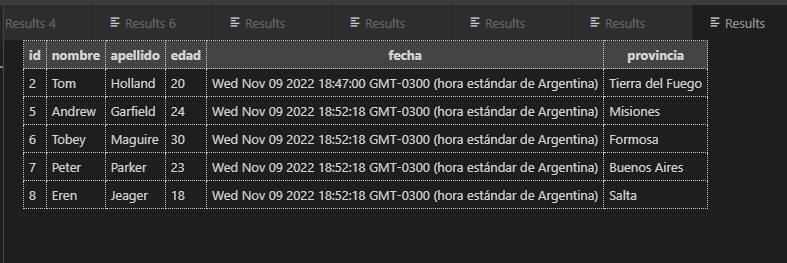 Results 4 Results 6 Results Results Results Results Results
id nombre apellido edad fecha provincia
2 Tom Holland 20 Wed Nov 09 2022 18:47:00 GMT-0300 (hora estándar de Argentina) Tierra del Fuego
5 Andrew Garfield 24 Wed Nov 09 2022 18:52:18 GMT-0300 (hora estándar de Argentina) Misiones
6 Tobey Maguire 30 Wed Nov 09 2022 18:52:18 GMT-0300 (hora estándar de Argentina) Formosa
7 Peter Parker 23 Wed Nov 09 2022 18:52:18 GMT-0300 (hora estándar de Argentina) Buenos Aires
8 Eren Jeager 18 Wed Nov 09 2022 18:52:18 GMT-0300 (hora estándar de Argentina) Salta